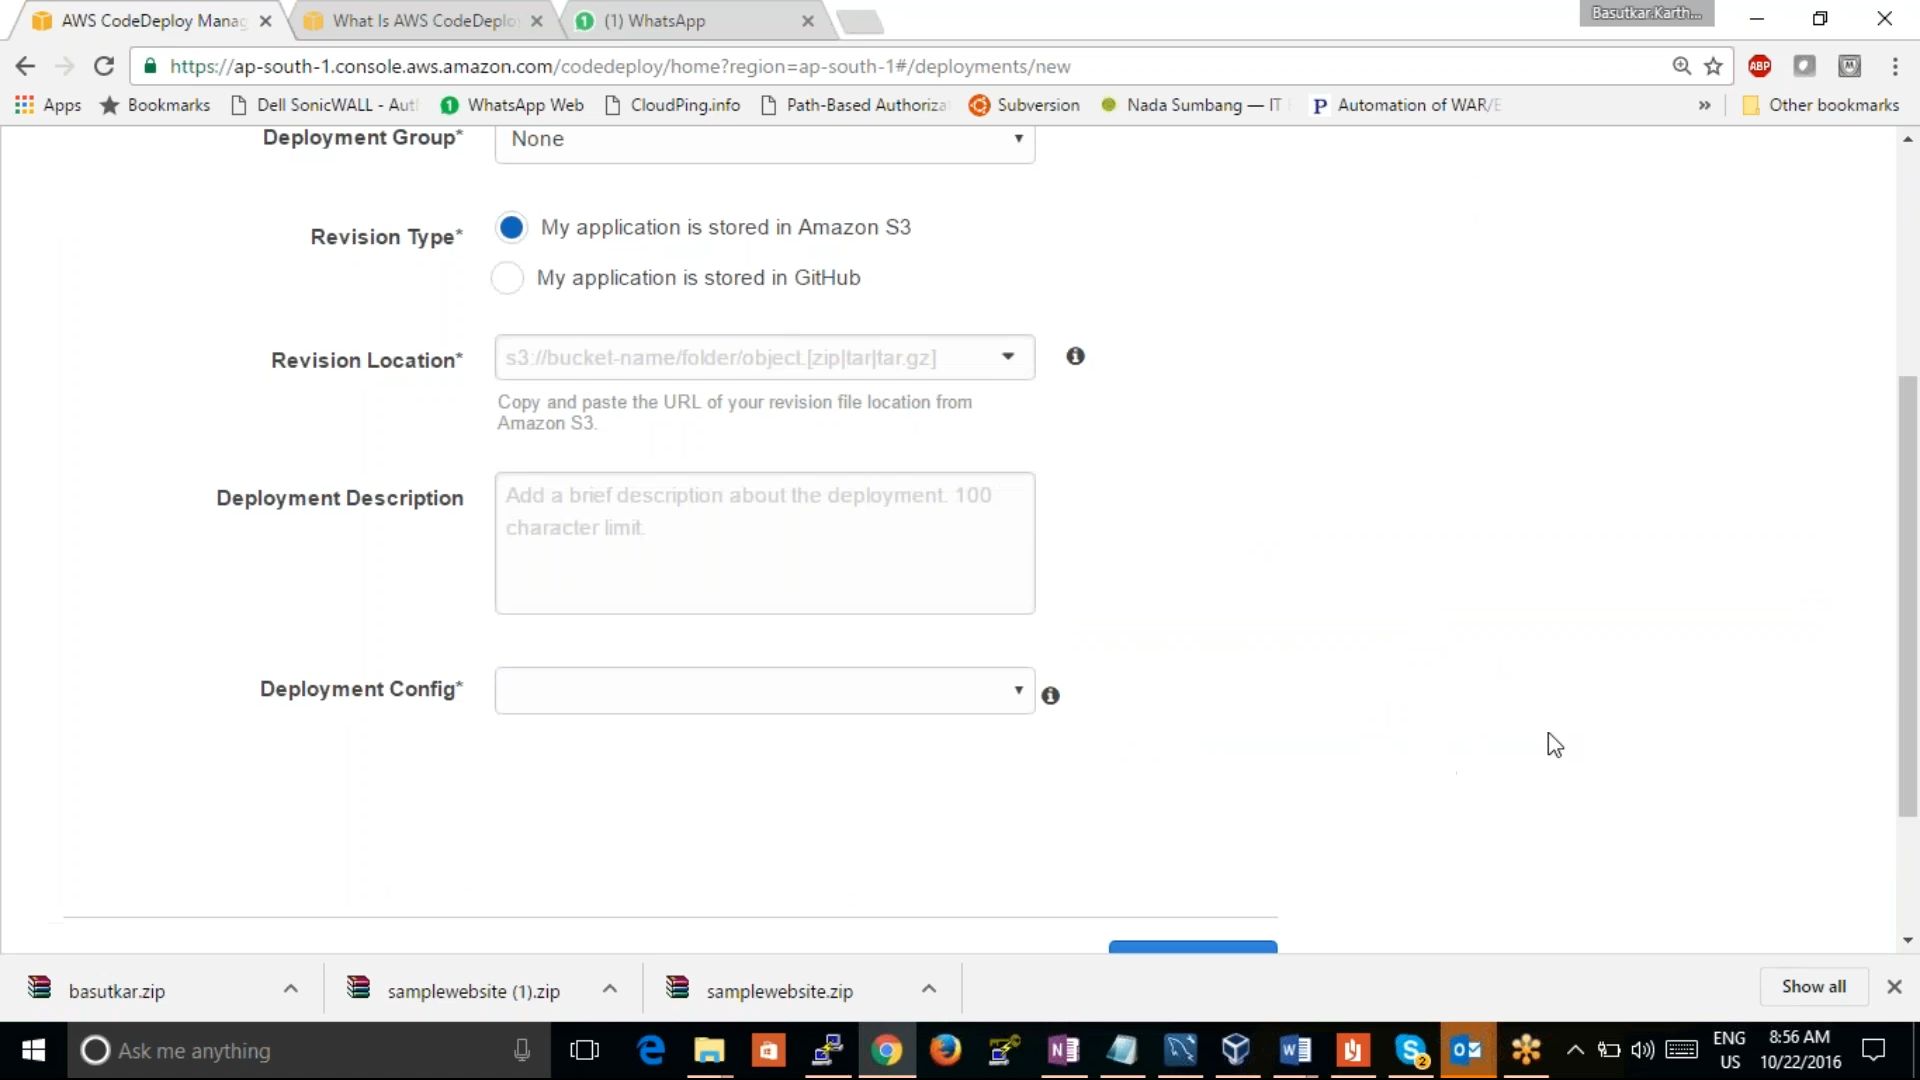 AWS CodeDeploy Manag
What Is AWS CodeDeplo
1
(1) WhatsApp
Basutkar.Karth...
https://ap-south-1.console.aws.amazon.com/codedeploy/home?region=ap-south-1#/deployments/new
ABP
Apps
Bookmarks
Dell SonicWALL - Aut
1
WhatsApp Web
CloudPing.info
Path-Based Authoriza
Subversion
Nada Sumbang — IT
P
Automation of WAR/E
»
Other bookmarks
Deployment Group*
None
Revision Type*
My application is stored in Amazon S3
My application is stored in GitHub
Revision Location*
s3://bucket-name/folder/object.[zip|tar|tar.gz]
Copy and paste the URL of your revision file location from
Amazon S3.
Deployment Description
Add a brief description about the deployment. 100
character limit.
Deployment Config*
basutkar.zip
samplewebsite (1).zip
samplewebsite.zip
Show all
Ask me anything
2
ENG
US
8:56 AM
10/22/2016